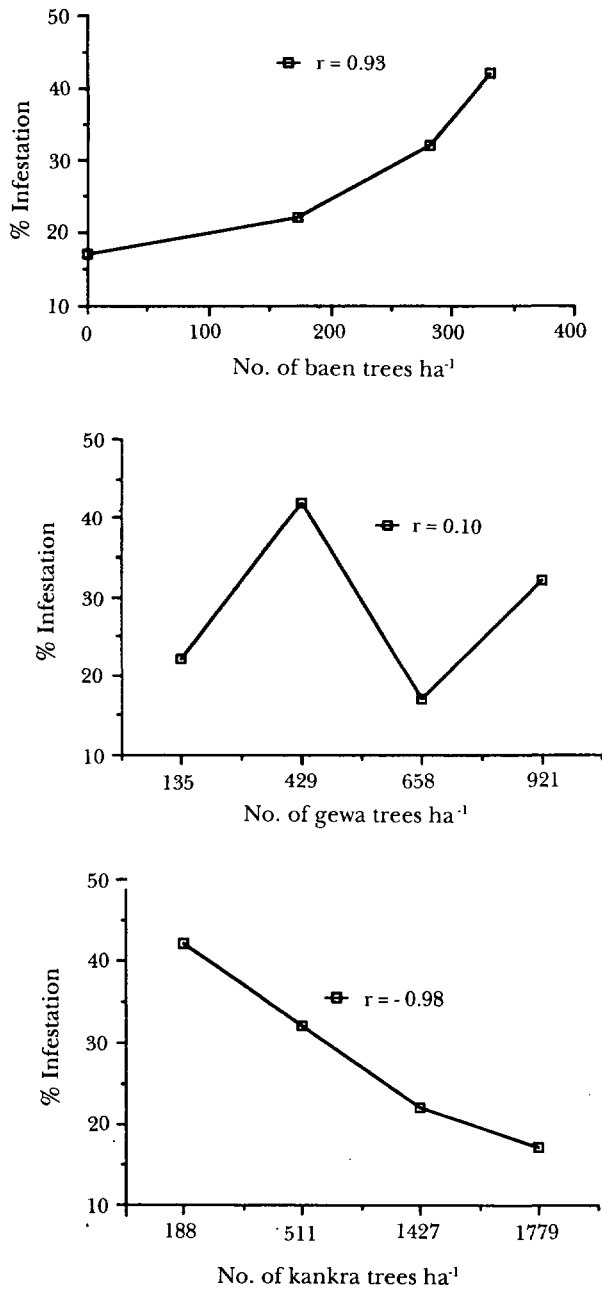 50
40
30
20
10
% Infestation
r = 0.93
0 100 200 300 400
No. of baen trees ha⁻¹
50
40
30
20
10
% Infestation
r = 0.10
135 429 658 921
No. of gewa trees ha⁻¹
50
40
30
20
10
% Infestation
r = - 0.98
188 511 1427 1779
No. of kankra trees ha⁻¹